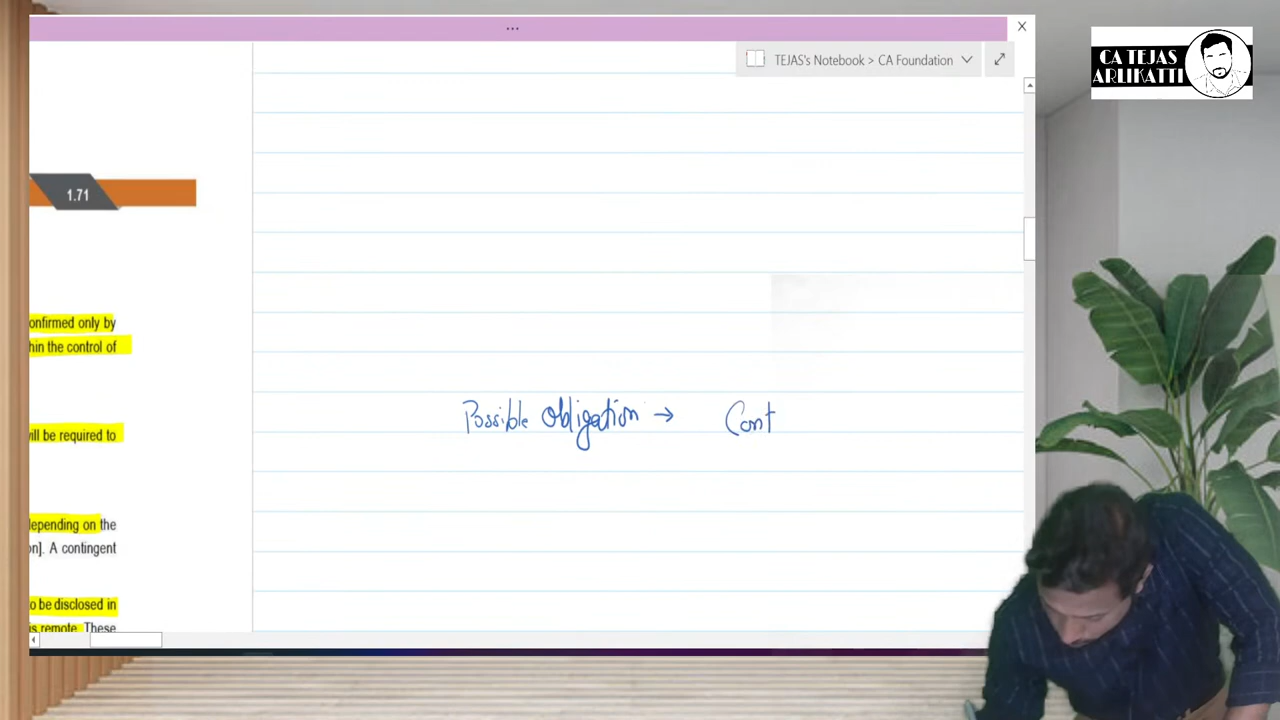 ...
X
TEJAS's Notebook > CA Foundation
CA TEJAS
ARLIKATTI
1.71
onfirmed only by
hin the control of
Possible obligation → Cont
ill be required to
depending on the
on]. A contingent
o be disclosed in
is remote. These